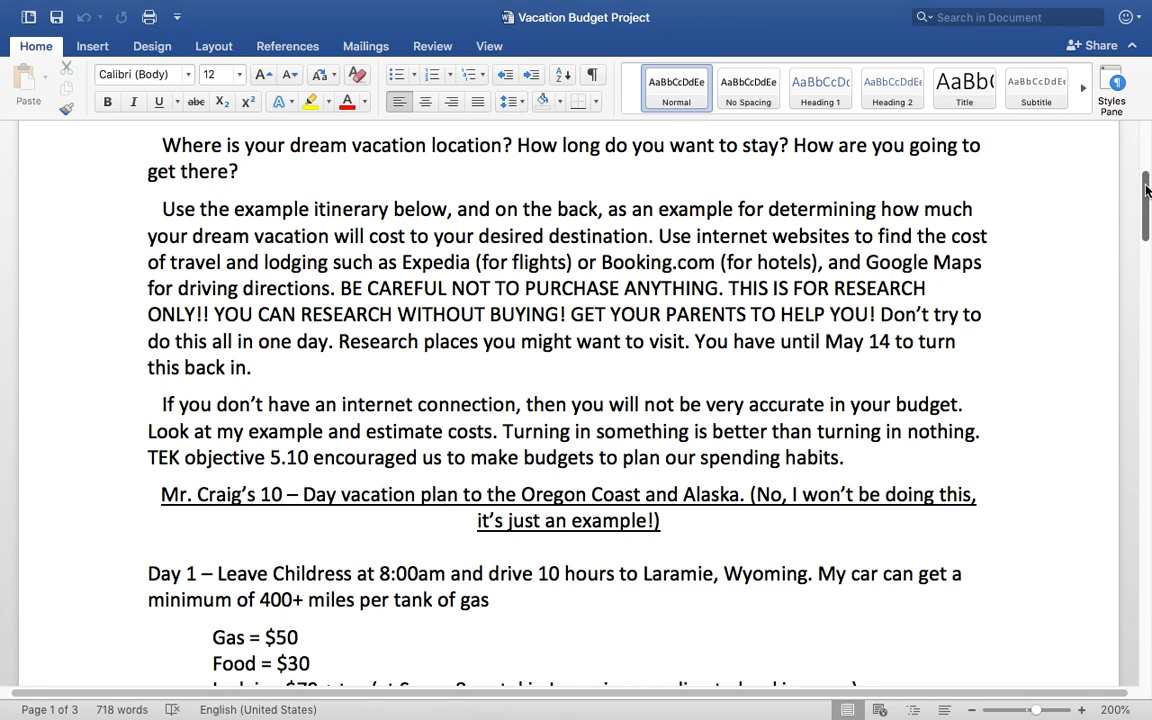 Vacation Budget Project
Search in Document
Home Insert Design Layout References Mailings Review View Share
Paste Calibri (Body) 12
B I U abc X2 X2 A A
AaBbCcDdEe AaBbCcDdEe AaBbCcDc AaBbCcDdEe AaBb( AaBbCcDdEe
Normal No Spacing Heading 1 Heading 2 Title Subtitle
Styles
Pane
Where is your dream vacation location? How long do you want to stay? How are you going to
get there?
Use the example itinerary below, and on the back, as an example for determining how much
your dream vacation will cost to your desired destination. Use internet websites to find the cost
of travel and lodging such as Expedia (for flights) or Booking.com (for hotels), and Google Maps
for driving directions. BE CAREFUL NOT TO PURCHASE ANYTHING. THIS IS FOR RESEARCH
ONLY!! YOU CAN RESEARCH WITHOUT BUYING! GET YOUR PARENTS TO HELP YOU! Don't try to
do this all in one day. Research places you might want to visit. You have until May 14 to turn
this back in.
If you don't have an internet connection, then you will not be very accurate in your budget.
Look at my example and estimate costs. Turning in something is better than turning in nothing.
TEK objective 5.10 encouraged us to make budgets to plan our spending habits.
Mr. Craig's 10 – Day vacation plan to the Oregon Coast and Alaska. (No, I won't be doing this,
it's just an example!)
Day 1 – Leave Childress at 8:00am and drive 10 hours to Laramie, Wyoming. My car can get a
minimum of 400+ miles per tank of gas
Gas = $50
Food = $30
Page 1 of 3 718 words English (United States) 200%